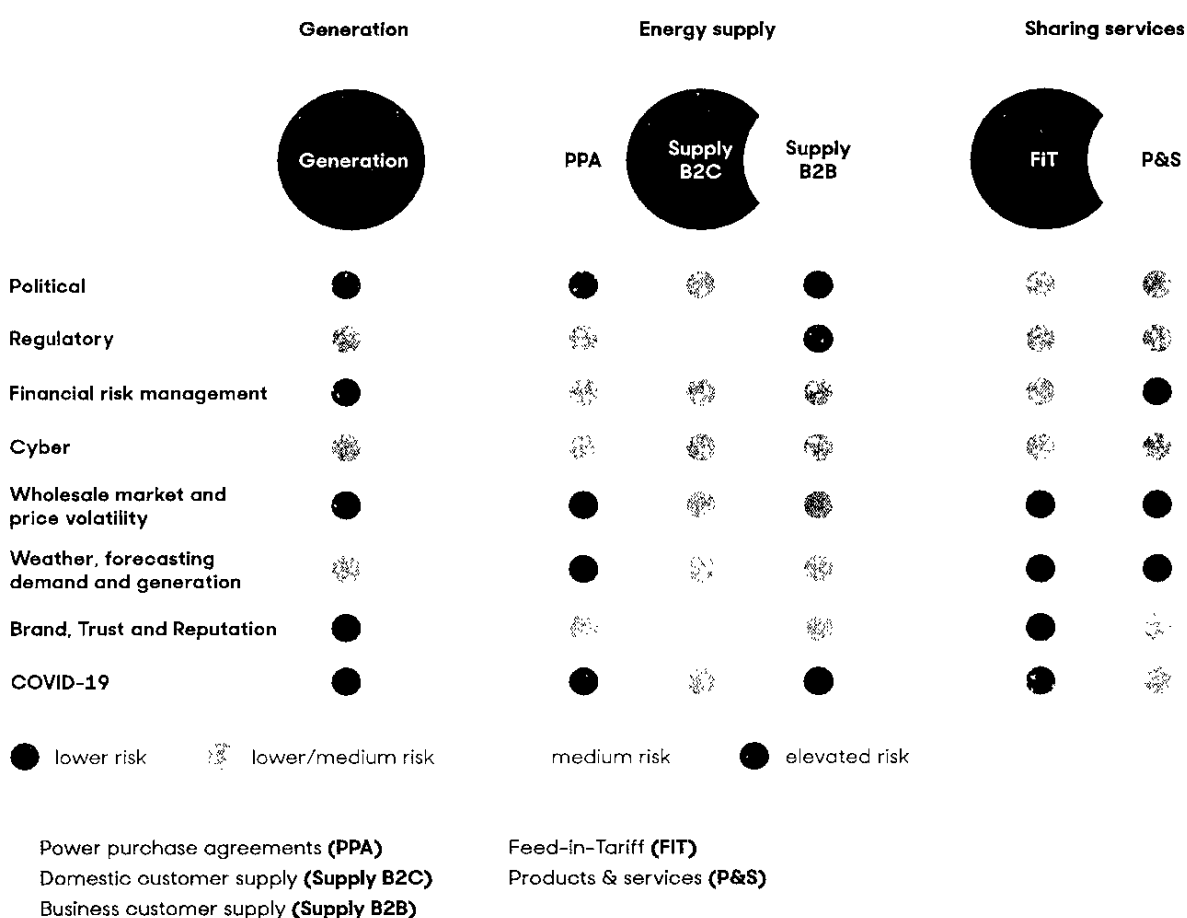 Generation
Energy supply
Sharing services
Generation
PPA
Supply
B2C
Supply
B2B
FiT
P&S
Political
Regulatory
Financial risk management
Cyber
Wholesale market and
price volatility
Weather, forecasting
demand and generation
Brand, Trust and Reputation
COVID-19
lower risk
lower/medium risk
medium risk
elevated risk
Power purchase agreements (PPA)
Feed-in-Tariff (FIT)
Domestic customer supply (Supply B2C)
Products & services (P&S)
Business customer supply (Supply B2B)